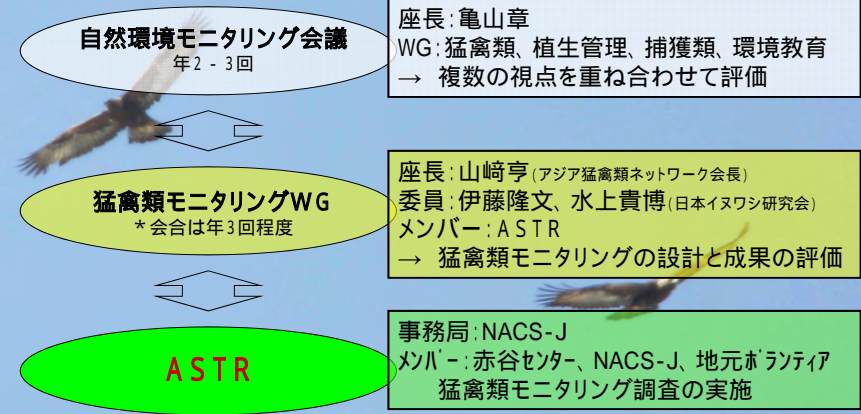 自然環境モニタリング会議
年2‐3回
座長:亀山章
WG:猛禽類、植生管理、捕獲類、環境教育
→ 複数の視点を重ね合わせて評価
猛禽類モニタリングWG
*会合は年3回程度
座長:山﨑亨(アジア猛禽類ネットワーク会長)
委員:伊藤隆文、水上貴博(日本イヌワシ研究会)
メンバー:ASTR
→ 猛禽類モニタリングの設計と成果の評価
ASTR
事務局:NACS-J
ﾒﾝﾊﾞｰ:赤谷ｾﾝﾀｰ、NACS-J、地元ﾎﾞﾗﾝﾃｨｱ
猛禽類モニタリング調査の実施